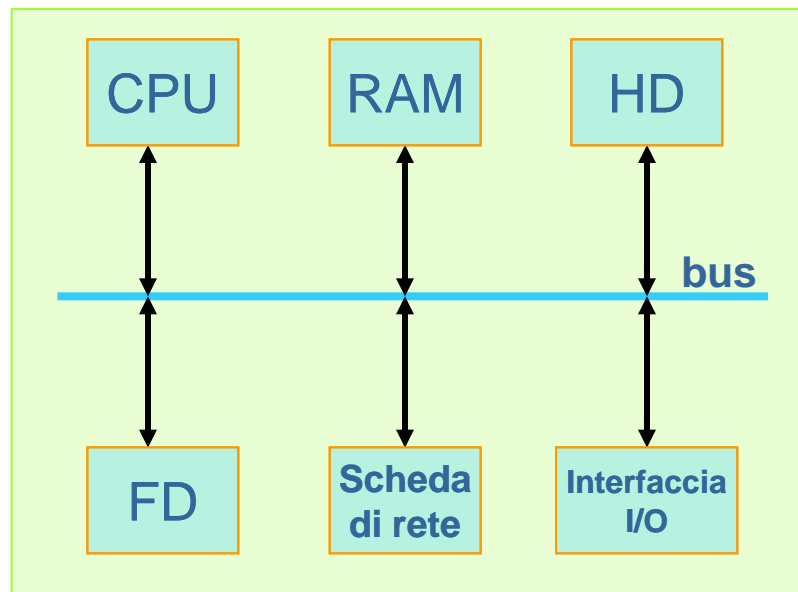 CPU
RAM
HD
bus
FD
Scheda
di rete
Interfaccia
I/O